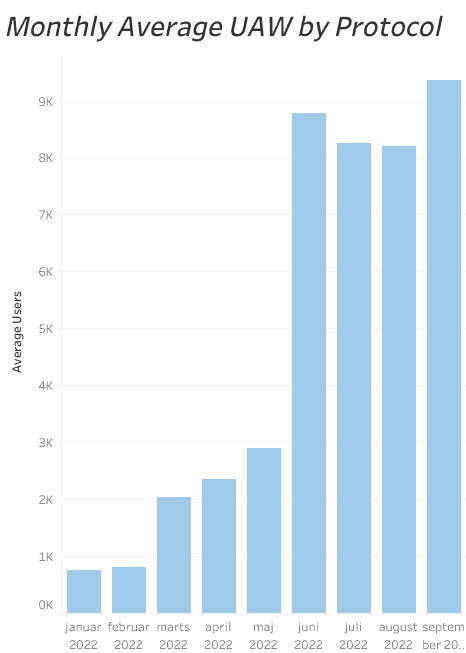 Monthly Average UAW by Protocol
9K
8K
7K
6K
5K
4K
3K
2K
1K
0K
Average Users
januar
2022
februar
2022
marts
2022
april
2022
maj
2022
juni
2022
juli
2022
august
2022
septem
ber 20..